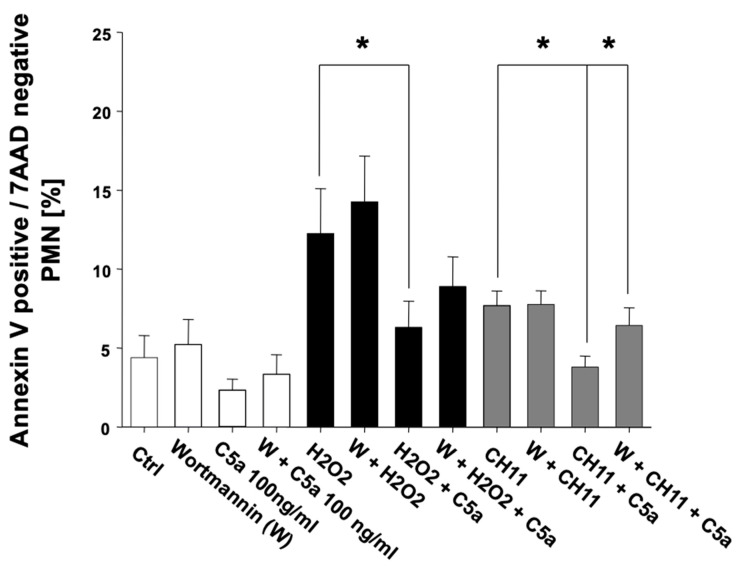 Annexin V positive / 7AAD negative
PMN [%]
25
20
15
10
5
0
*
*
*
Ctrl
Wortmannin (W)
C5a 100ng/ml
W + C5a 100 ng/ml
H2O2
W + H2O2
H2O2 + C5a
W + H2O2 + C5a
CH11
W + CH11
CH11 + C5a
W + CH11 + C5a